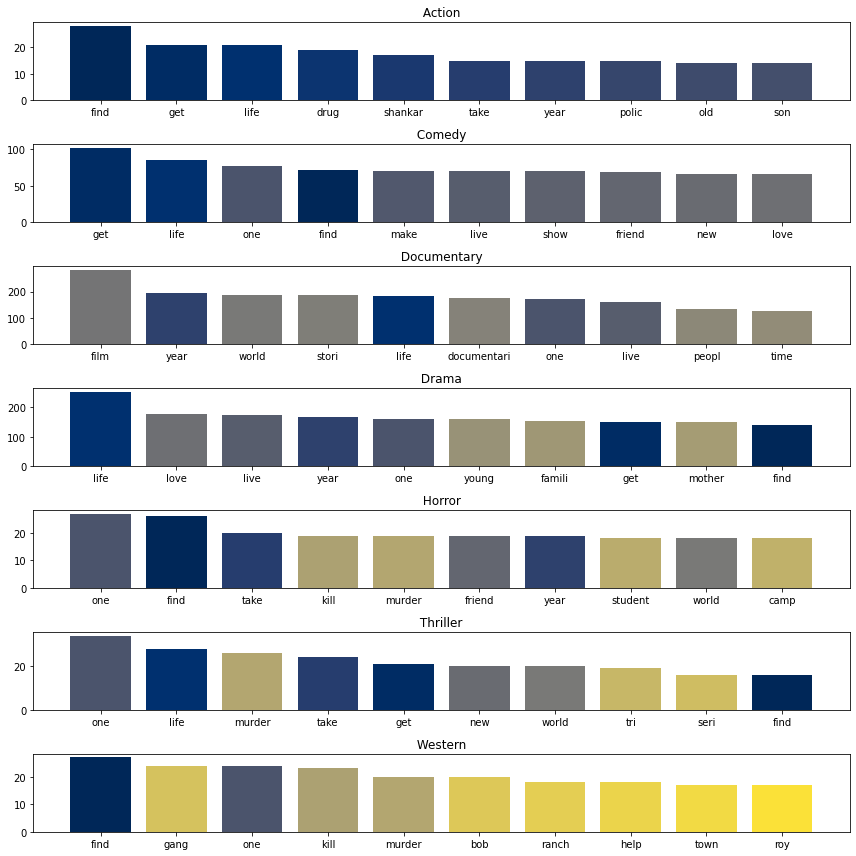 Action
20
10
0
find get life drug shankar take year polic old son
Comedy
100
50
0
get life one find make live show friend new love
Documentary
200
100
0
film year world stori life documentari one live peopl time
Drama
200
100
0
life love live year one young famili get mother find
Horror
20
10
0
one find take kill murder friend year student world camp
Thriller
20
0
one life murder take get new world tri seri find
Western
20
10
0
find gang one kill murder bob ranch help town roy